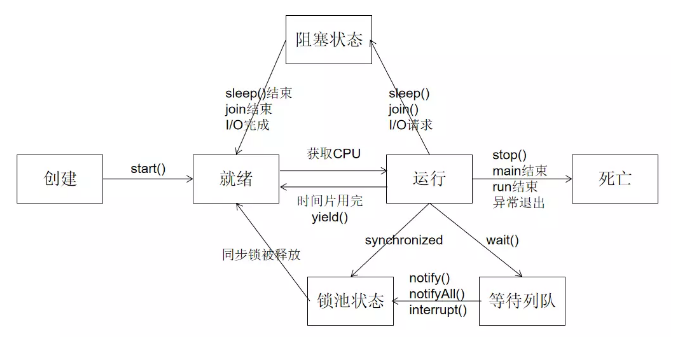 阻塞状态
sleep()结束
join结束
I/O完成
sleep()
join()
I/O请求
创建
start()
就绪
获取CPU
时间片用完
yield()
运行
stop()
main结束
run结束
异常退出
死亡
同步锁被释放
synchronized
wait()
锁池状态
notify()
notifyAll()
interrupt()
等待列队